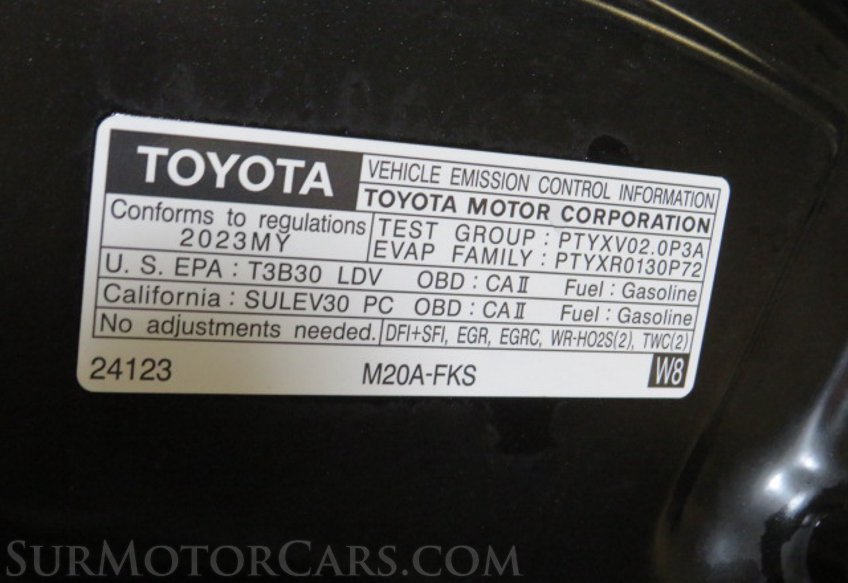 TOYOTA
VEHICLE EMISSION CONTROL INFORMATION
TOYOTA MOTOR CORPORATION
Conforms to regulations
2023MY
TEST GROUP : PTYXV02.0P3A
EVAP FAMILY : PTYXR0130P72
U. S. EPA : T3B30 LDV OBD : CAⅡ Fuel : Gasoline
California : SULEV30 PC OBD : CAⅡ Fuel : Gasoline
No adjustments needed. DFI+SFI, EGR, EGRC, WR-HO2S(2), TWC(2)
24123 M20A-FKS W8
SURMOTORCARS.COM